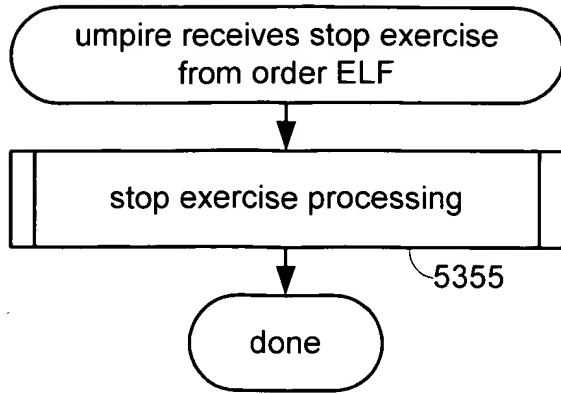 umpire receives stop exercise
from order ELF
stop exercise processing
5355
done